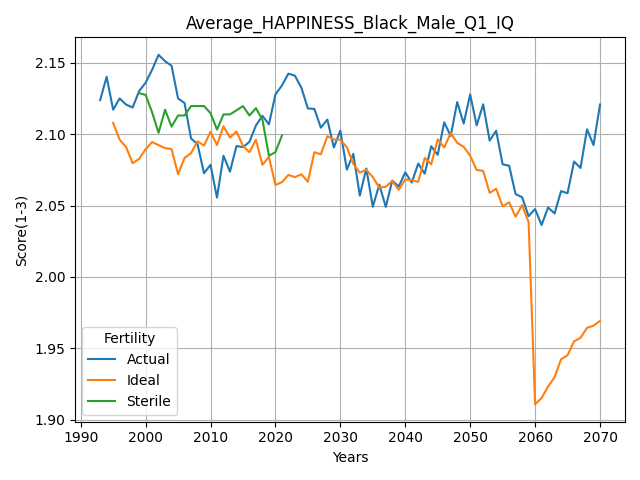 Average_HAPPINESS_Black_Male_Q1_IQ
Score(1-3)
2.15
2.10
2.05
2.00
1.95
1.90
Fertility
Actual
Ideal
Sterile
1990 2000 2010 2020 2030 2040 2050 2060 2070
Years